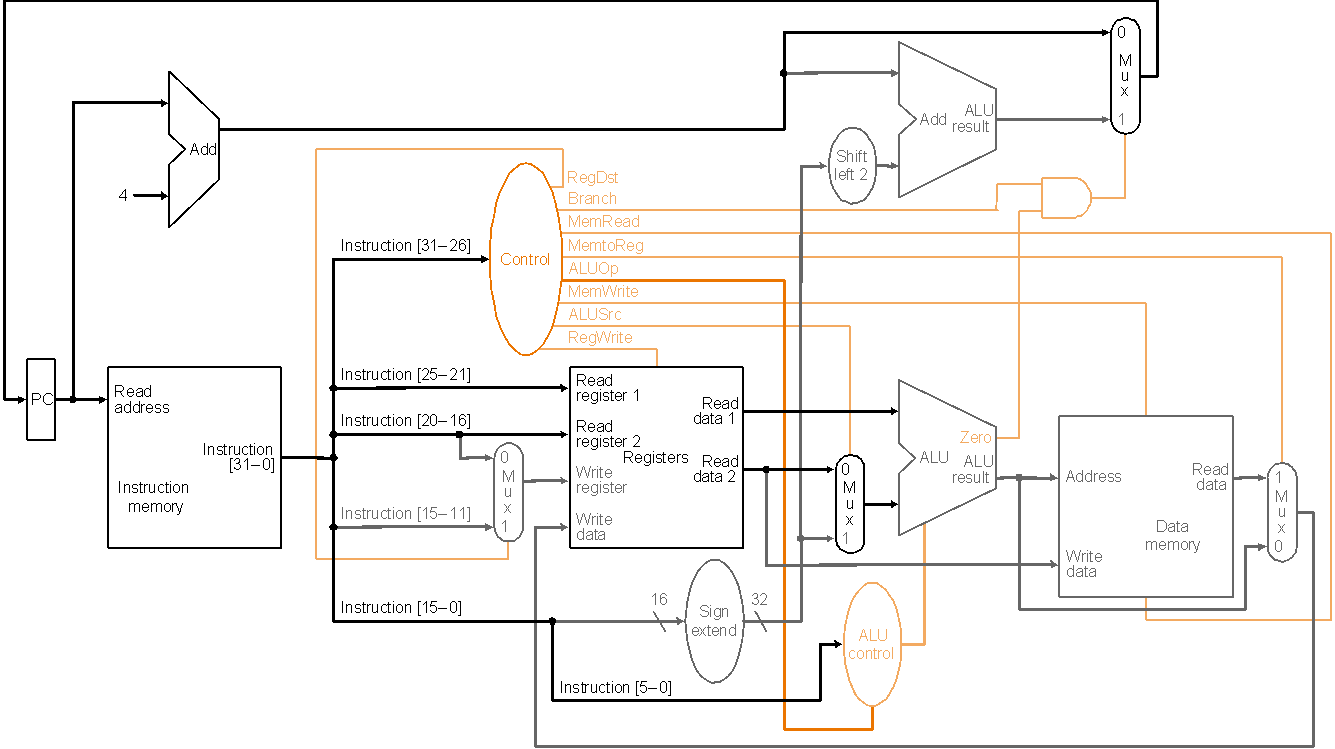 0
M
u
x
1
Add
ALU
result
Add
4
Shift
left 2
RegDst
Branch
MemRead
MemtoReg
ALUOp
MemWrite
ALUSrc
RegWrite
Control
Instruction [31–26]
Instruction [25–21]
Instruction [20–16]
Instruction [15–11]
Instruction [15–0]
Instruction [5–0]
PC
Read
address
Instruction
[31–0]
Instruction
memory
0
M
u
x
1
Read
register 1
Read
register 2
Write
register
Write
data
Registers
Read
data 1
Read
data 2
16
Sign
extend
32
0
M
u
x
1
Zero
ALU
ALU
result
ALU
control
Address
Write
data
Read
data
Data
memory
1
M
u
x
0